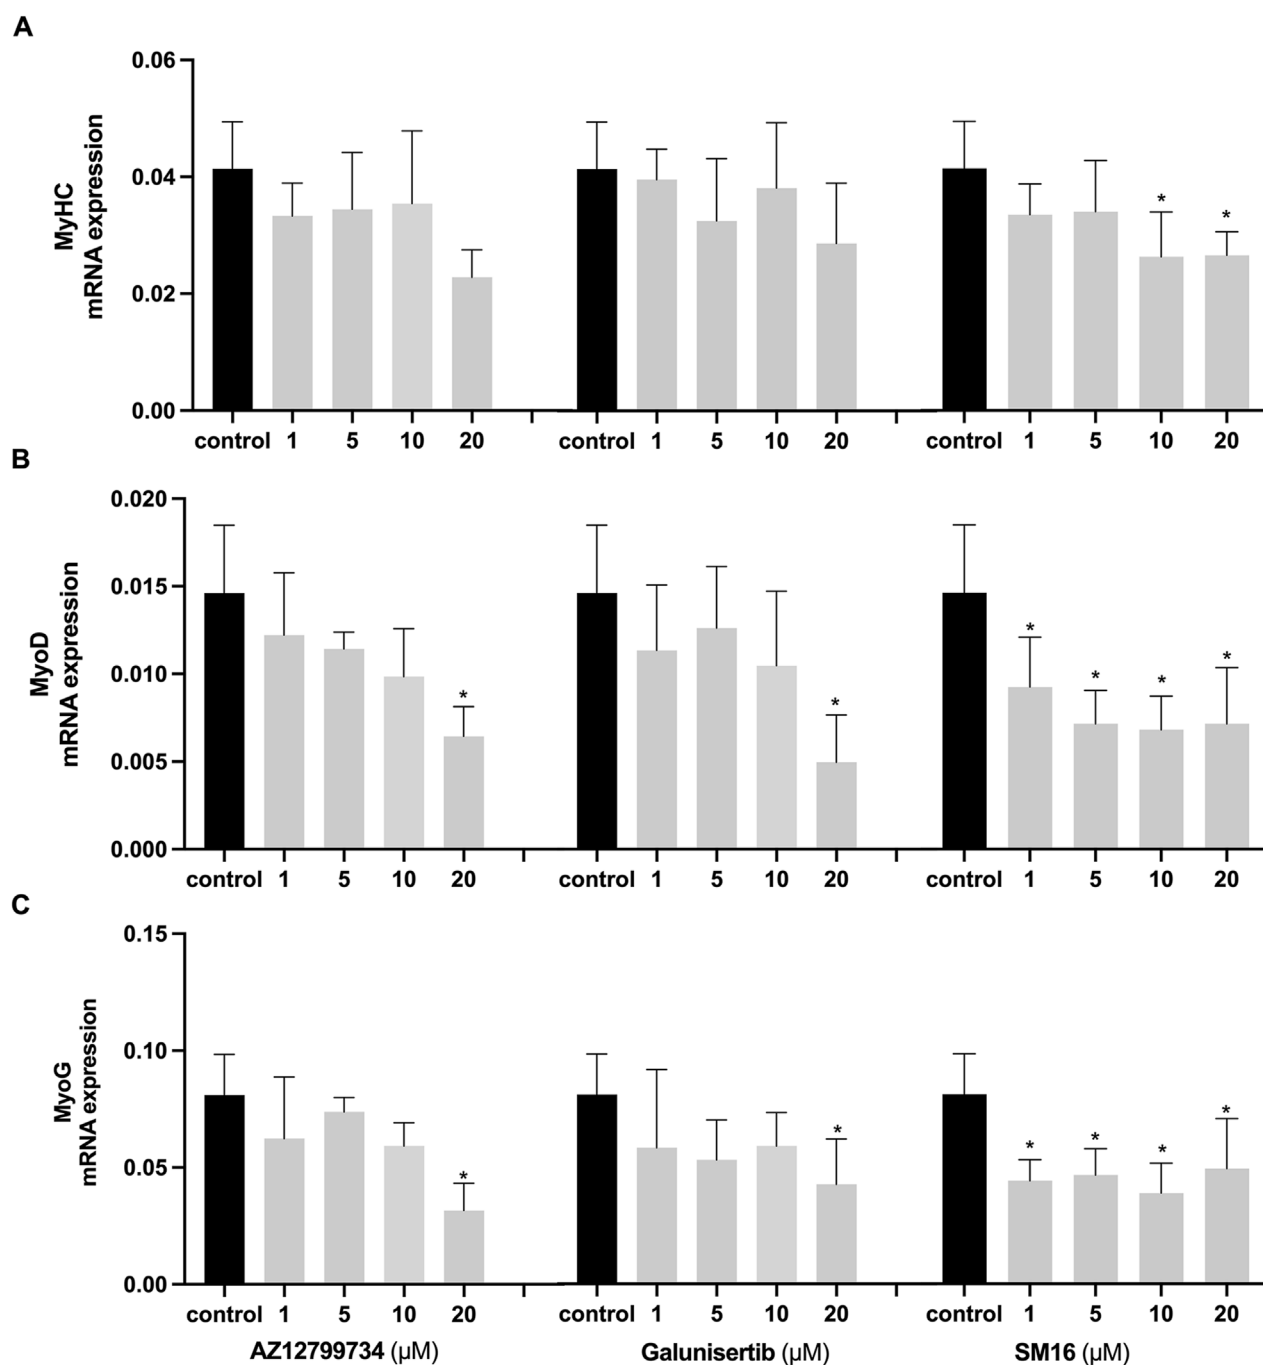 A
MyHC
mRNA expression
0.06
0.04
0.02
0.00
* *
control 1 5 10 20 control 1 5 10 20 control 1 5 10 20
B
MyoD
mRNA expression
0.020
0.015
0.010
0.005
0.000
* * * * * *
control 1 5 10 20 control 1 5 10 20 control 1 5 10 20
C
MyoG
mRNA expression
0.15
0.10
0.05
0.00
* * * * * *
control 1 5 10 20 control 1 5 10 20 control 1 5 10 20
AZ12799734 (μM) Galunisertib (μM) SM16 (μM)